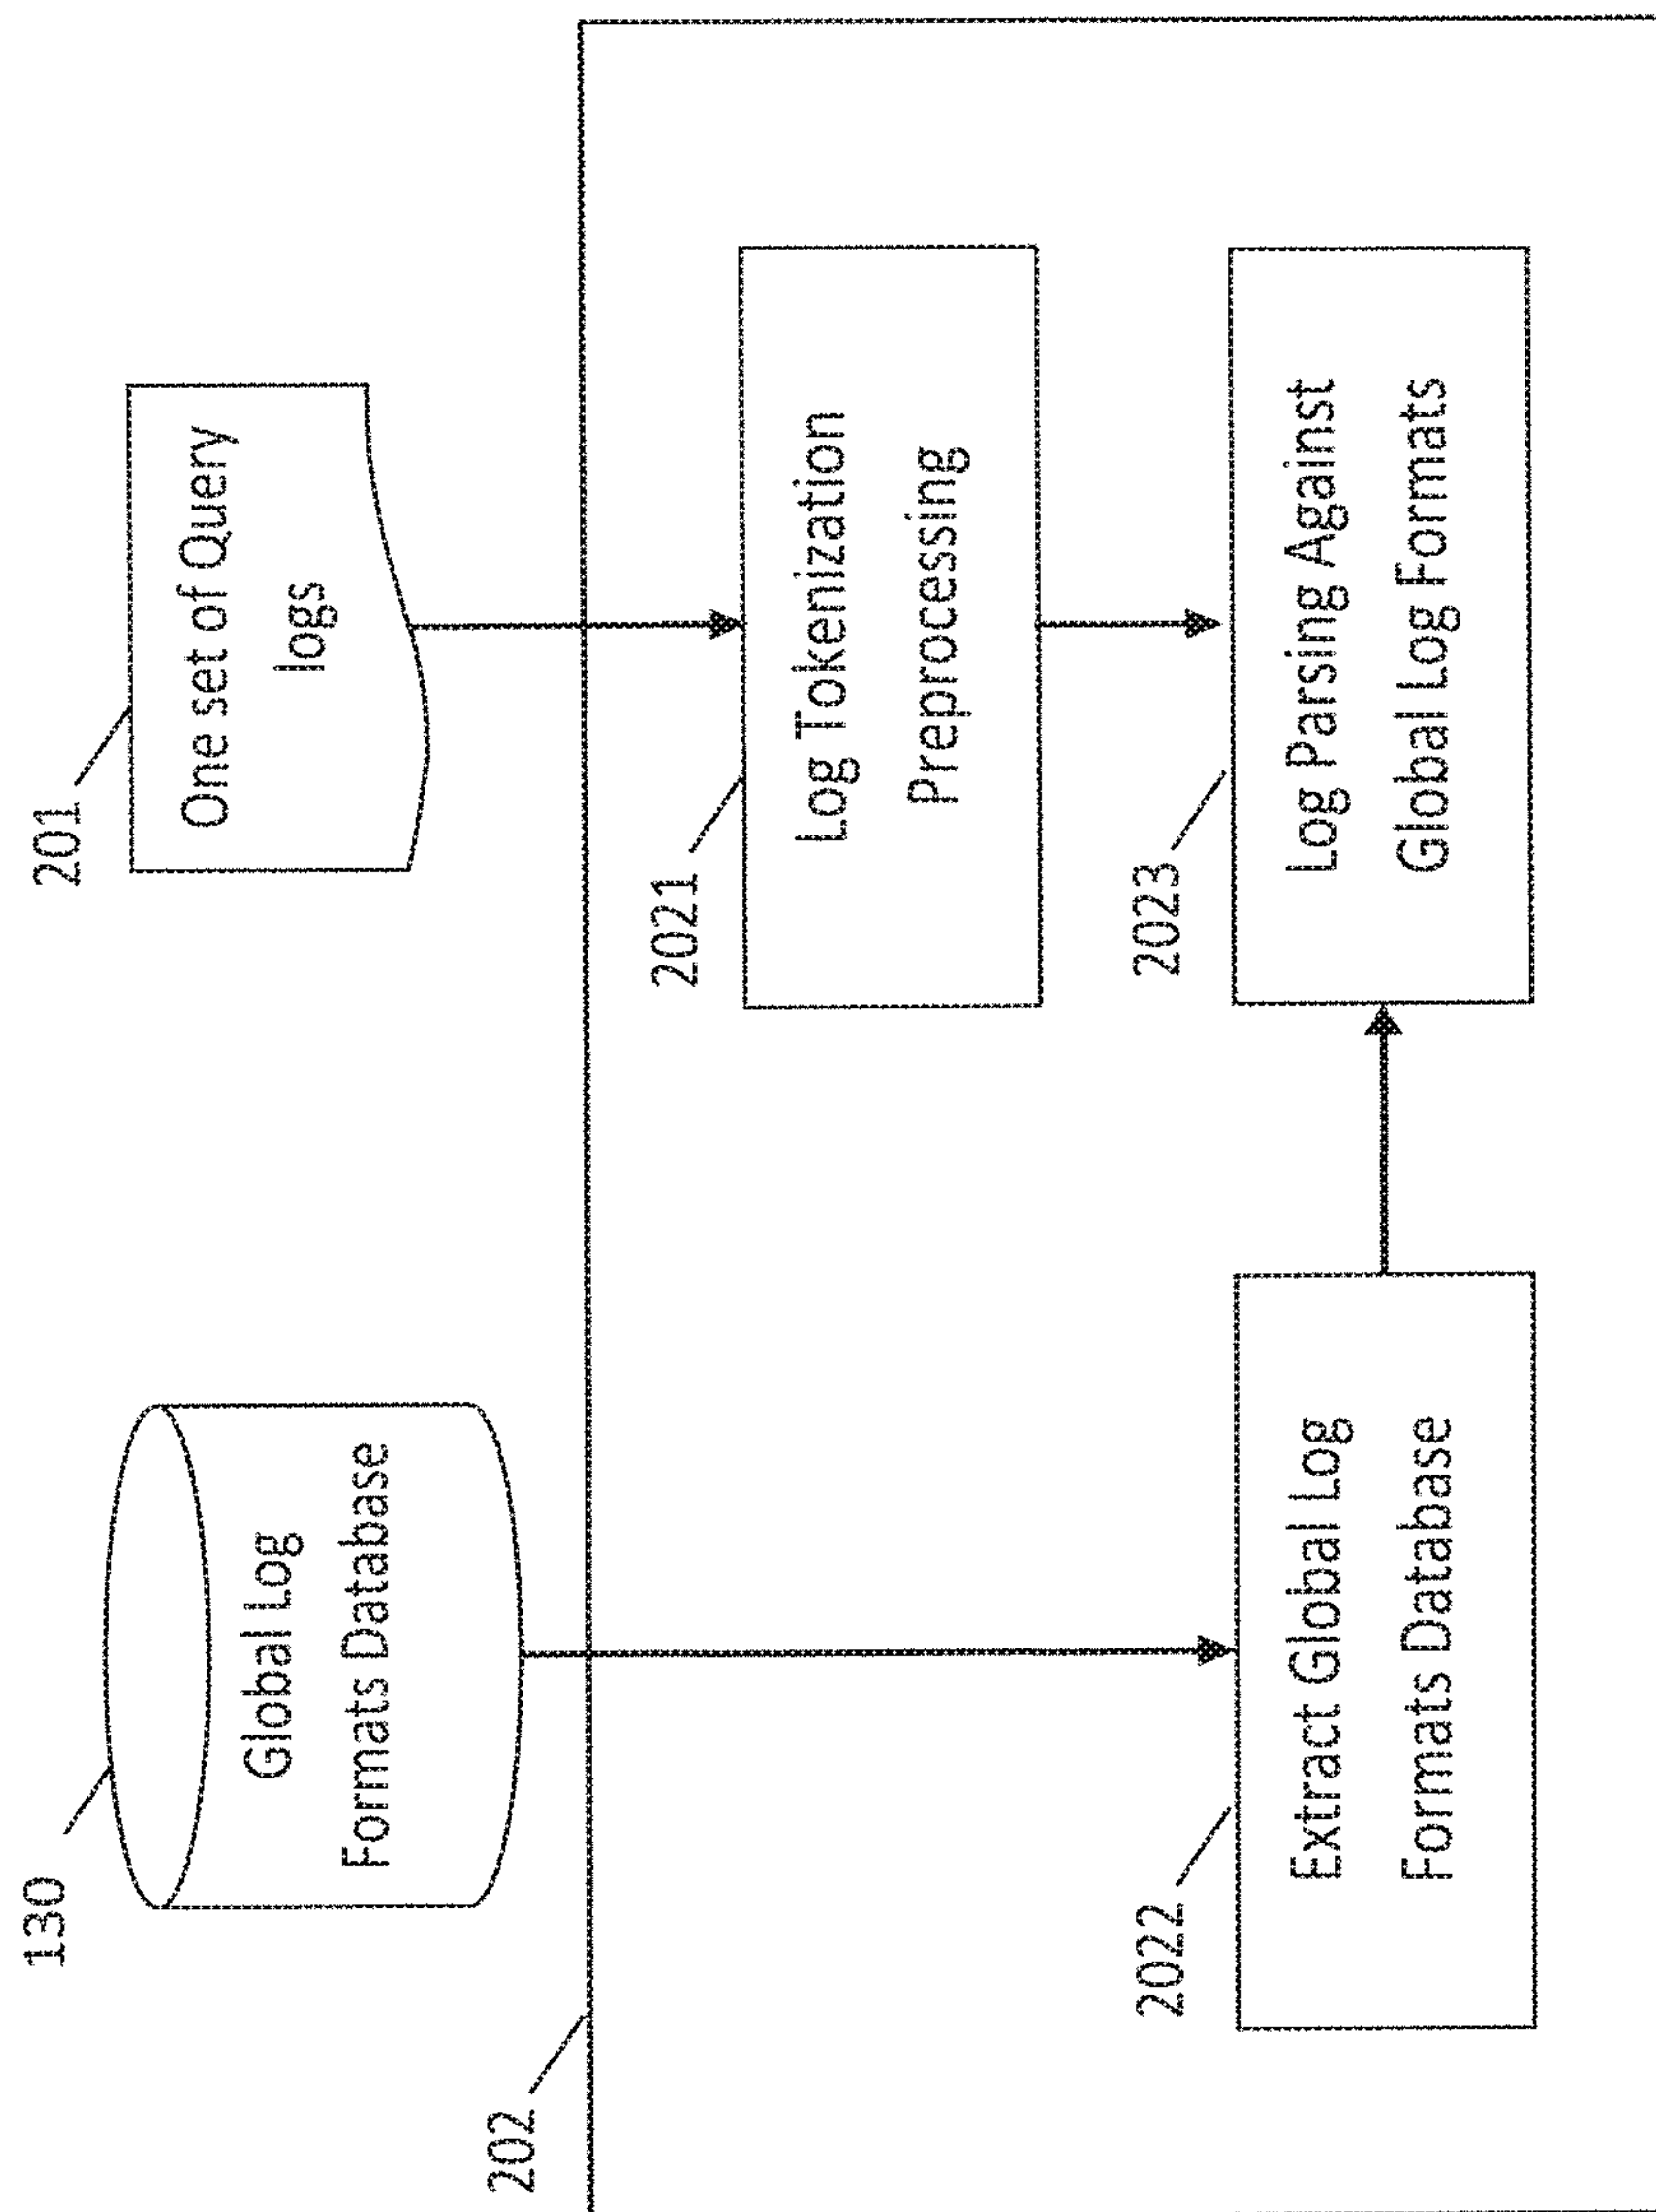 130
Global Log
Formats Database
201
One set of Query
logs
202
2021
Log Tokenization
Preprocessing
2022
Extract Global Log
Formats Database
2023
Log Parsing Against
Global Log Formats